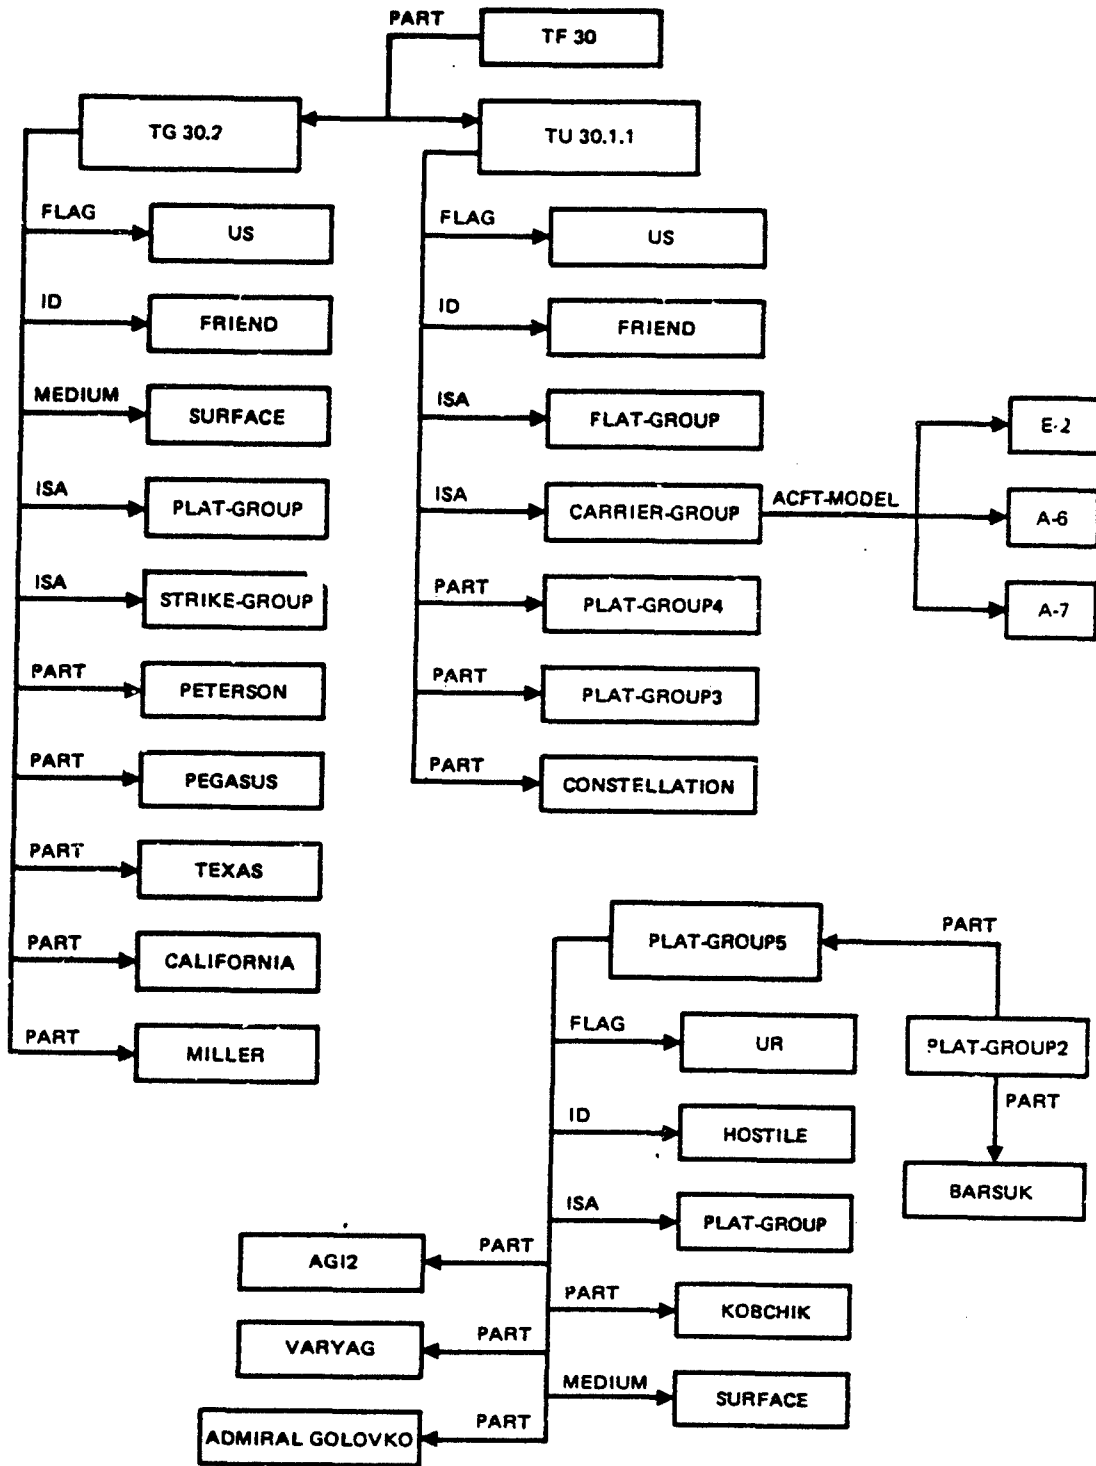 PART
TF 30
TG 30.2
TU 30.1.1
FLAG
US
ID
FRIEND
MEDIUM
SURFACE
ISA
PLAT-GROUP
ISA
STRIKE-GROUP
PART
PETERSON
PART
PEGASUS
PART
TEXAS
PART
CALIFORNIA
PART
MILLER
FLAG
US
ID
FRIEND
ISA
FLAT-GROUP
ISA
CARRIER-GROUP
ACFT-MODEL
E-2
A-6
A-7
PART
PLAT-GROUP4
PART
PLAT-GROUP3
PART
CONSTELLATION
PLAT-GROUP5
PART
PLAT-GROUP2
PART
BARSUK
FLAG
UR
ID
HOSTILE
ISA
PLAT-GROUP
PART
AGI2
PART
KOBCHIK
PART
VARYAG
MEDIUM
SURFACE
PART
ADMIRAL GOLOVKO